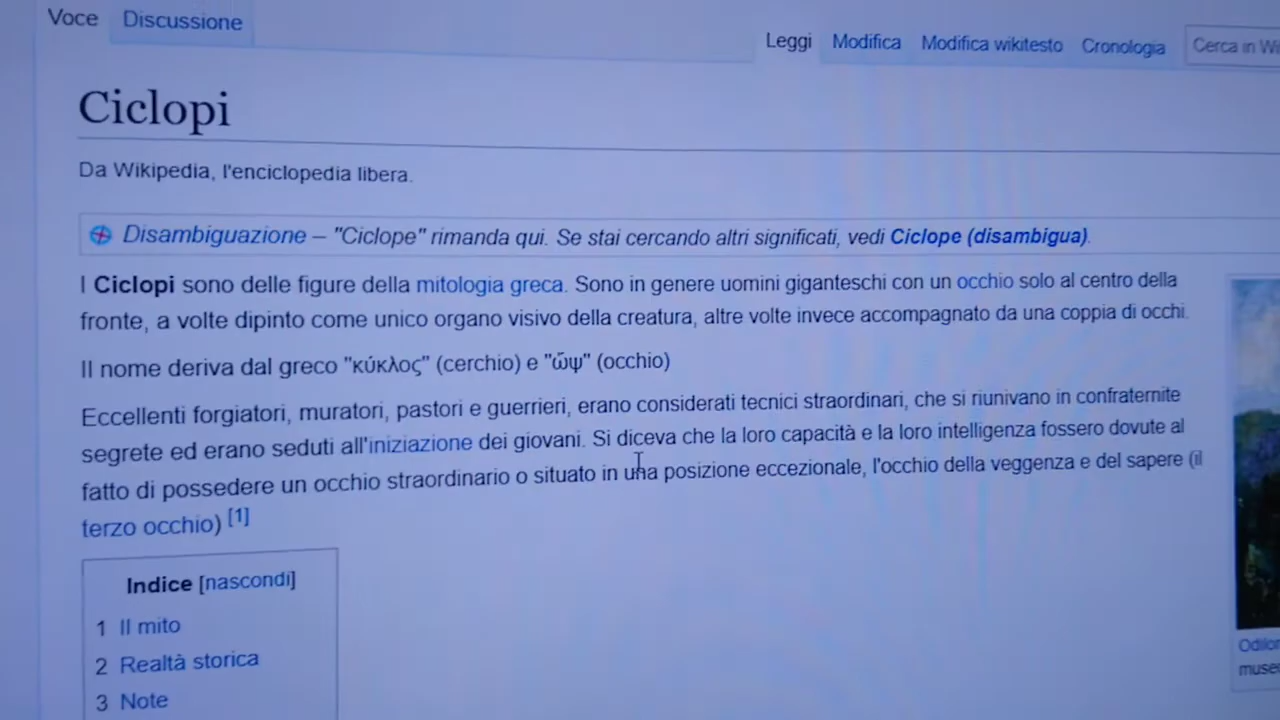 Voce Discussione
Leggi Modifica Modifica wikitesto Cronologia Cerca in
Ciclopi
Da Wikipedia, l'enciclopedia libera.
Disambiguazione – "Ciclope" rimanda qui. Se stai cercando altri significati, vedi Ciclope (disambigua).
I Ciclopi sono delle figure della mitologia greca. Sono in genere uomini giganteschi con un occhio solo al centro della
fronte, a volte dipinto come unico organo visivo della creatura, altre volte invece accompagnato da una coppia di occhi.
Il nome deriva dal greco "κύκλος" (cerchio) e "ὤψ" (occhio)
Eccellenti forgiatori, muratori, pastori e guerrieri, erano considerati tecnici straordinari, che si riunivano in confraternite
segrete ed erano seduti all'iniziazione dei giovani. Si diceva che la loro capacità e la loro intelligenza fossero dovute al
fatto di possedere un occhio straordinario o situato in una posizione eccezionale, l'occhio della veggenza e del sapere (il
terzo occhio) [1]
Indice [nascondi]
1 Il mito
2 Realtà storica
3 Note